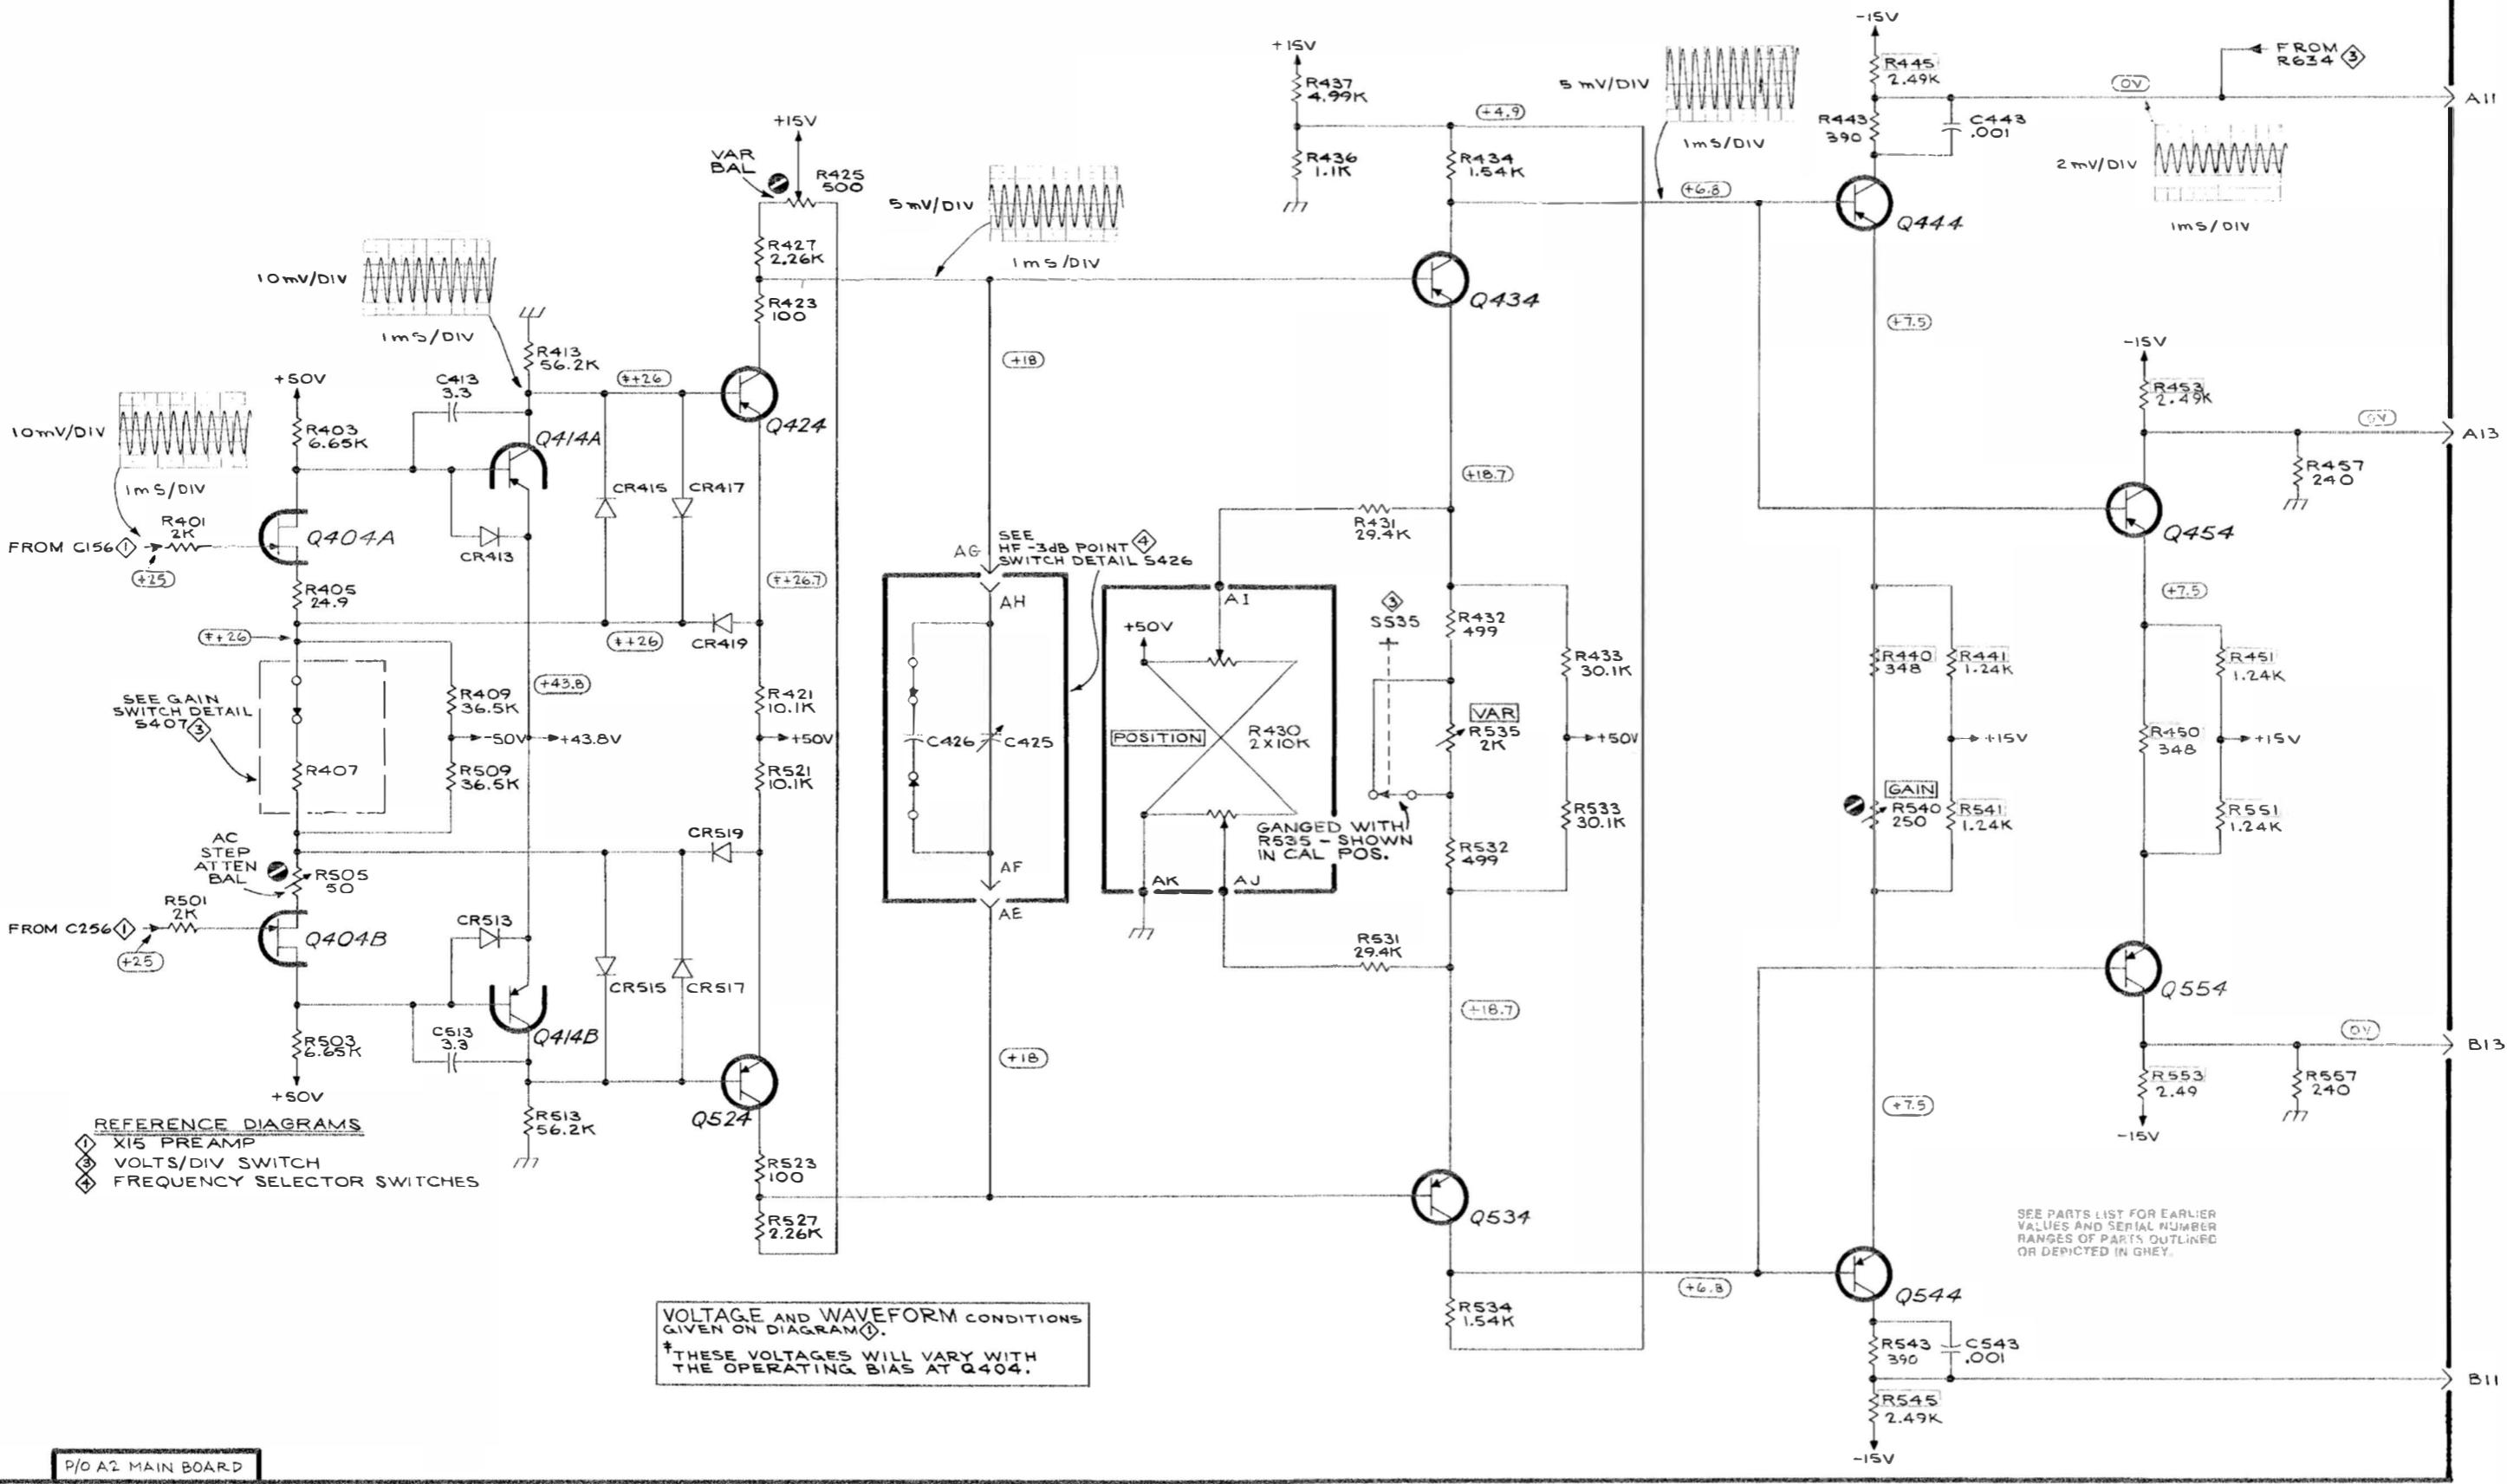 -15V
FROM
R634 3
+15V
R445
2.49K
0V
A11
R437
4.99K
5 mV/DIV
+4.9
R443
390
C443
.001
1mS/DIV
2mV/DIV
+15V
VAR
BAL
R425
500
R436
1.1K
R434
1.54K
+6.8
Q444
1mS/DIV
5mV/DIV
1mS/DIV
R427
2.26K
10mV/DIV
1mS/DIV
R423
100
Q434
+7.5
R413
56.2K
+18
-15V
+50V
C413
3.3
‡+26
R453
2.49K
0V
A13
10mV/DIV
R403
6.65K
Q414A
Q424
R457
240
1mS/DIV
CR415
CR417
+18.7
R401
2K
Q404A
R431
29.4K
Q454
FROM C156 1
CR413
+25
AG
SEE
HF -3dB POINT 4
SWITCH DETAIL S426
‡+26.7
R405
24.9
AH
AI
3
S535
+7.5
‡+26
‡+26
CR419
+50V
R432
499
R433
30.1K
R440
348
R441
1.24K
R451
1.24K
SEE GAIN
SWITCH DETAIL
S407 3
R409
36.5K
+43.8
R421
10.1K
VAR
R535
2K
-50V
+43.8V
+50V
C426
C425
POSITION
R430
2X10K
+50V
+15V
R450
348
+15V
R407
R509
36.5K
R521
10.1K
GAIN
R540
250
R541
1.24K
R551
1.24K
AC
STEP
ATTEN
BAL
R505
50
CR519
GANGED WITH
R535 - SHOWN
IN CAL POS.
R532
499
R533
30.1K
AF
AK
AJ
R501
2K
FROM C256 1
Q404B
CR513
AE
+25
R531
29.4K
CR515
CR517
Q554
+18.7
R503
6.65K
C513
3.3
Q414B
+18
0V
B13
+50V
R513
56.2K
Q524
R553
2.49
R557
240
+7.5
-15V
REFERENCE DIAGRAMS
1 X15 PREAMP
3 VOLTS/DIV SWITCH
4 FREQUENCY SELECTOR SWITCHES
R523
100
R527
2.26K
Q534
SEE PARTS LIST FOR EARLIER
VALUES AND SERIAL NUMBER
RANGES OF PARTS OUTLINED
OR DEPICTED IN GREY.
+6.8
Q544
VOLTAGE AND WAVEFORM CONDITIONS
GIVEN ON DIAGRAM 1.
‡THESE VOLTAGES WILL VARY WITH
THE OPERATING BIAS AT Q404.
R534
1.54K
R543
390
C543
.001
B11
R545
2.49K
-15V
P/O A2 MAIN BOARD